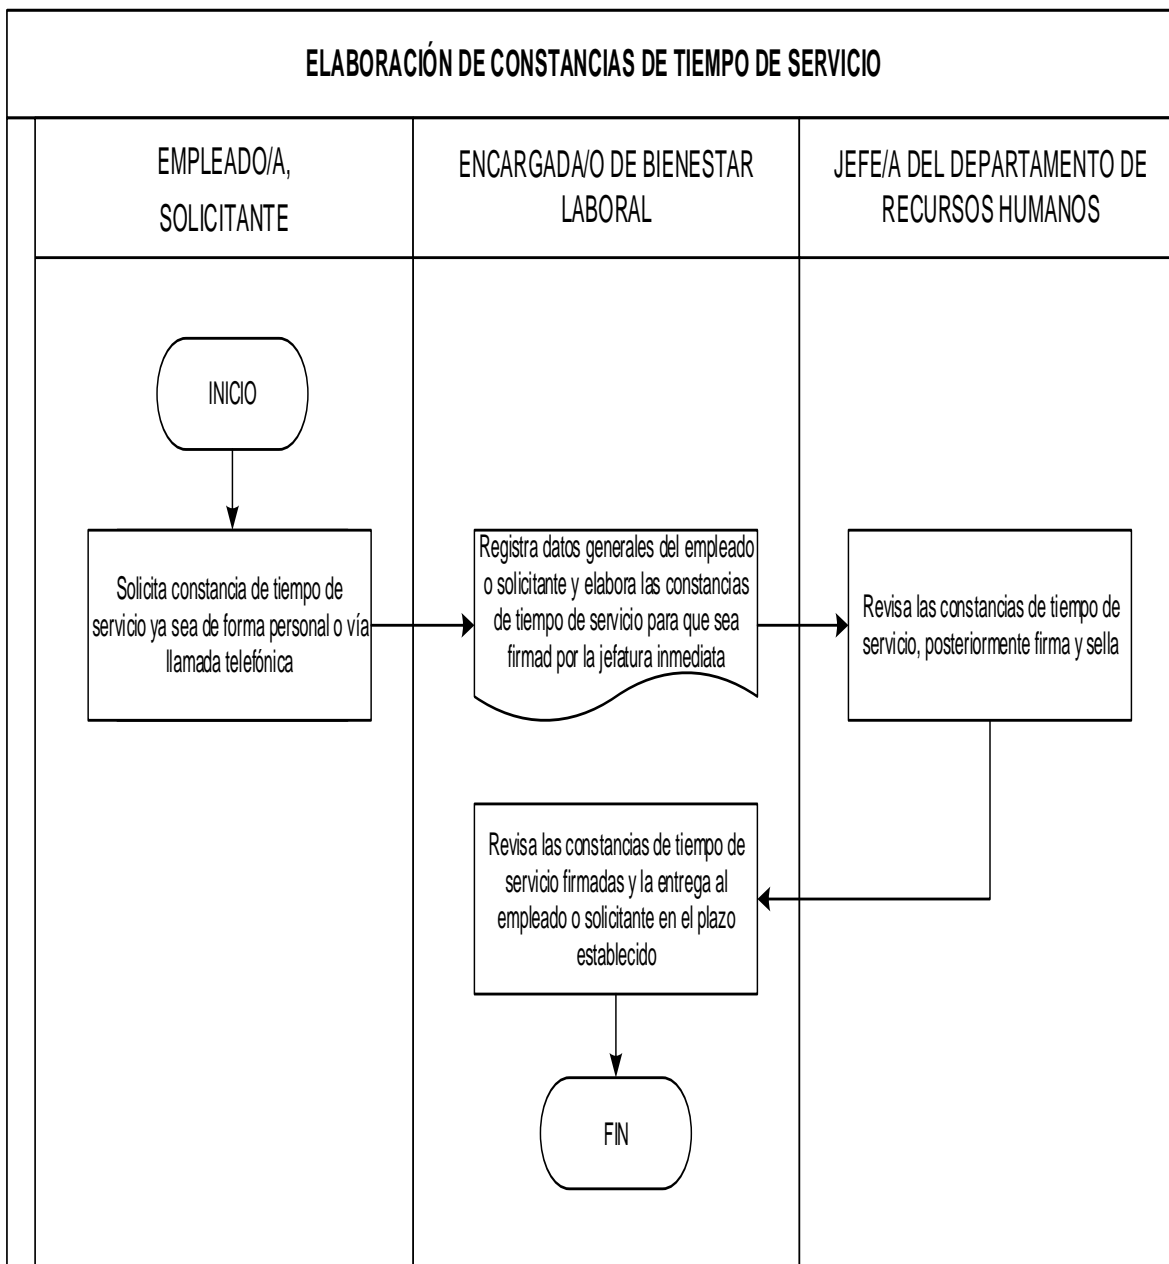 ELABORACIÓN DE CONSTANCIAS DE TIEMPO DE SERVICIO
EMPLEADO/A,
SOLICITANTE
ENCARGADA/O DE BIENESTAR
LABORAL
JEFE/A DEL DEPARTAMENTO DE
RECURSOS HUMANOS
INICIO
Solicita constancia de tiempo de
servicio ya sea de forma personal o vía
llamada telefónica
Registra datos generales del empleado
o solicitante y elabora las constancias
de tiempo de servicio para que sea
firmad por la jefatura inmediata
Revisa las constancias de tiempo de
servicio, posteriormente firma y sella
Revisa las constancias de tiempo de
servicio firmadas y la entrega al
empleado o solicitante en el plazo
establecido
FIN